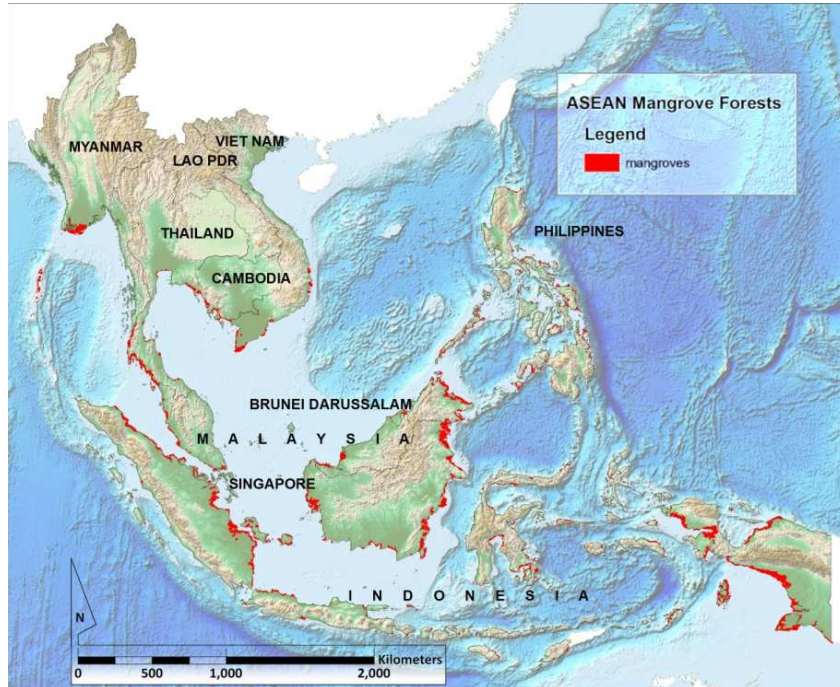 ASEAN Mangrove Forests
Legend
mangroves
MYANMAR
VIET NAM
LAO PDR
THAILAND
PHILIPPINES
CAMBODIA
BRUNEI DARUSSALAM
M A L A Y S I A
SINGAPORE
I N D O N E S I A
N
Kilometers
0 500 1,000 2,000